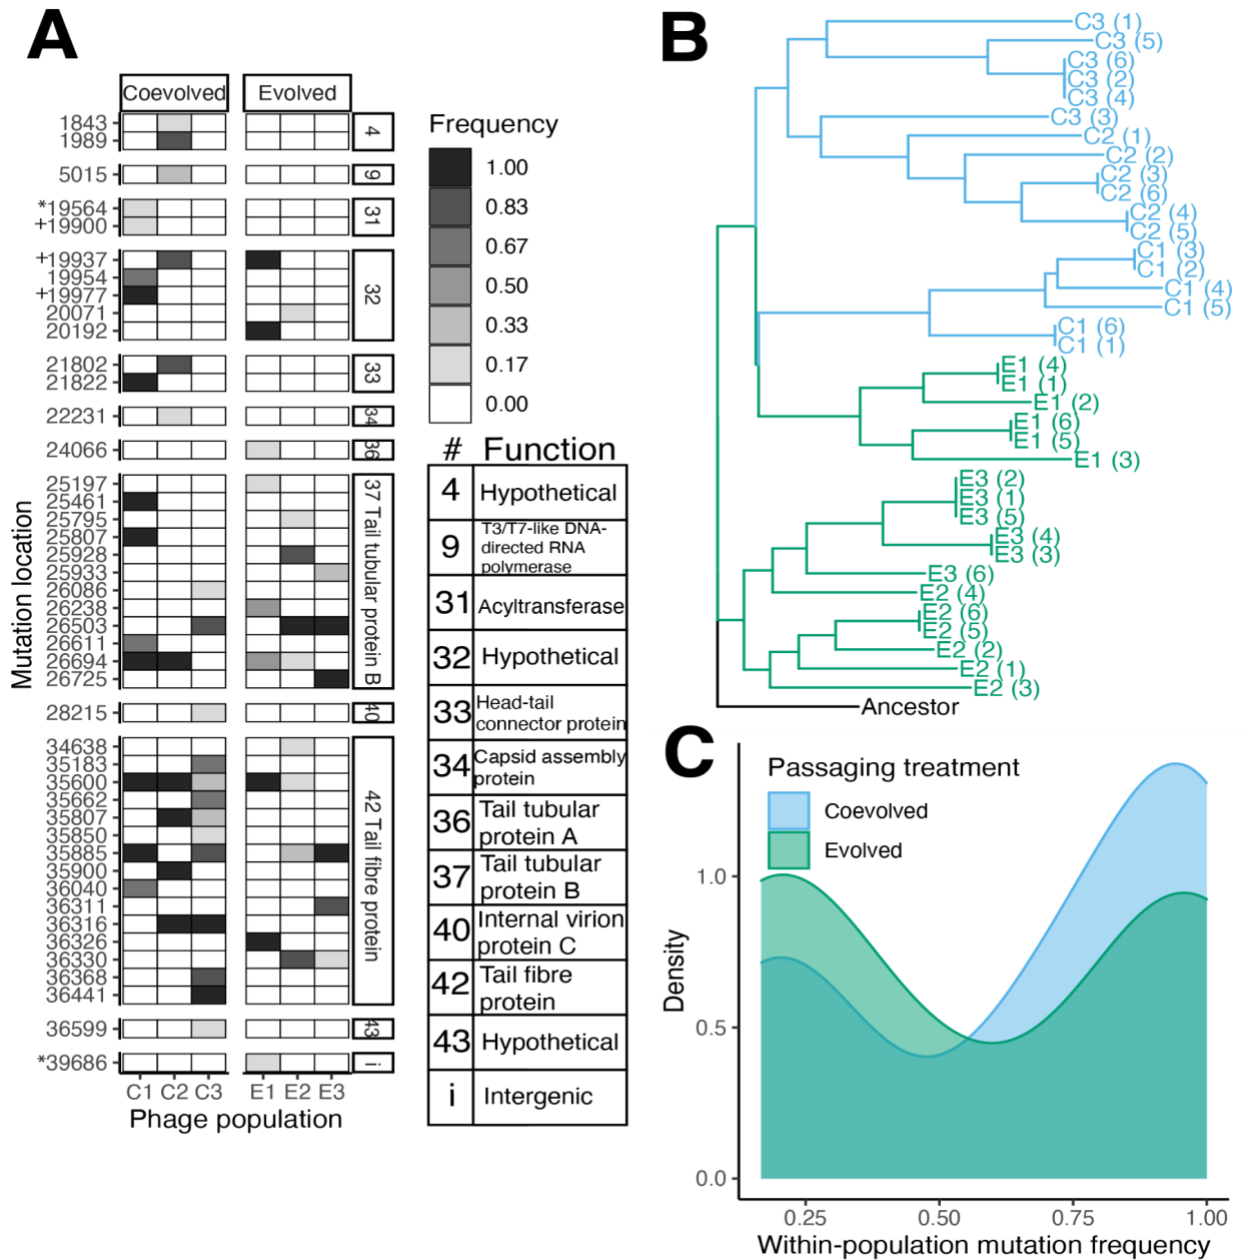 A
Coevolved Evolved
1843
1989
4
5015
9
*19564
+19900
31
+19937
19954
+19977
20071
20192
32
21802
21822
33
22231
34
24066
36
25197
25461
25795
25807
25928
25933
26086
26238
26503
26611
26694
26725
37 Tail tubular protein B
28215
40
34638
35183
35600
35662
35807
35850
35885
35900
36040
36311
36316
36326
36330
36368
36441
42 Tail fibre protein
36599
43
*39686
i
C1 C2 C3 E1 E2 E3
Phage population
Mutation location
Frequency
1.00
0.83
0.67
0.50
0.33
0.17
0.00
# Function
4 Hypothetical
9 T3/T7-like DNA-
directed RNA
polymerase
31 Acyltransferase
32 Hypothetical
33 Head-tail
connector protein
34 Capsid assembly
protein
36 Tail tubular
protein A
37 Tail tubular
protein B
40 Internal virion
protein C
42 Tail fibre
protein
43 Hypothetical
i Intergenic
B
C3 (1)
C3 (5)
C3 (6)
C3 (2)
C3 (4)
C3 (3)
C2 (1)
C2 (2)
C2 (3)
C2 (6)
C2 (4)
C2 (5)
C1 (3)
C1 (2)
C1 (4)
C1 (5)
C1 (6)
C1 (1)
E1 (4)
E1 (1)
E1 (2)
E1 (6)
E1 (5)
E1 (3)
E3 (2)
E3 (1)
E3 (5)
E3 (4)
E3 (3)
E3 (6)
E2 (4)
E2 (6)
E2 (5)
E2 (2)
E2 (1)
E2 (3)
Ancestor
C
Passaging treatment
Coevolved
Evolved
Density
1.0
0.5
0.0
0.25 0.50 0.75 1.00
Within-population mutation frequency